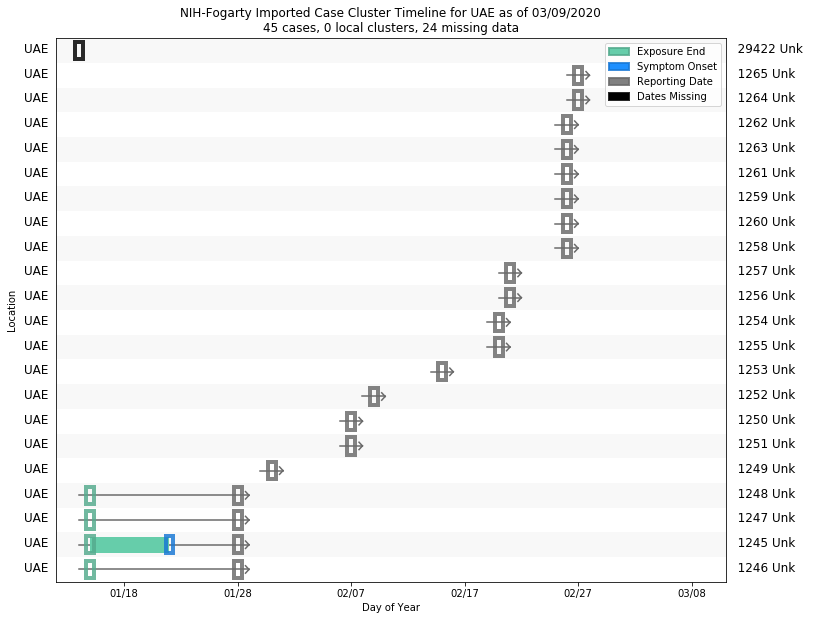 NIH-Fogarty Imported Case Cluster Timeline for UAE as of 03/09/2020
45 cases, 0 local clusters, 24 missing data
Exposure End
Symptom Onset
Reporting Date
Dates Missing
UAE 29422 Unk
UAE 1265 Unk
UAE 1264 Unk
UAE 1262 Unk
UAE 1263 Unk
UAE 1261 Unk
UAE 1259 Unk
UAE 1260 Unk
UAE 1258 Unk
UAE 1257 Unk
UAE 1256 Unk
UAE 1254 Unk
UAE 1255 Unk
UAE 1253 Unk
UAE 1252 Unk
UAE 1250 Unk
UAE 1251 Unk
UAE 1249 Unk
UAE 1248 Unk
UAE 1247 Unk
UAE 1245 Unk
UAE 1246 Unk
Location
01/18 01/28 02/07 02/17 02/27 03/08
Day of Year